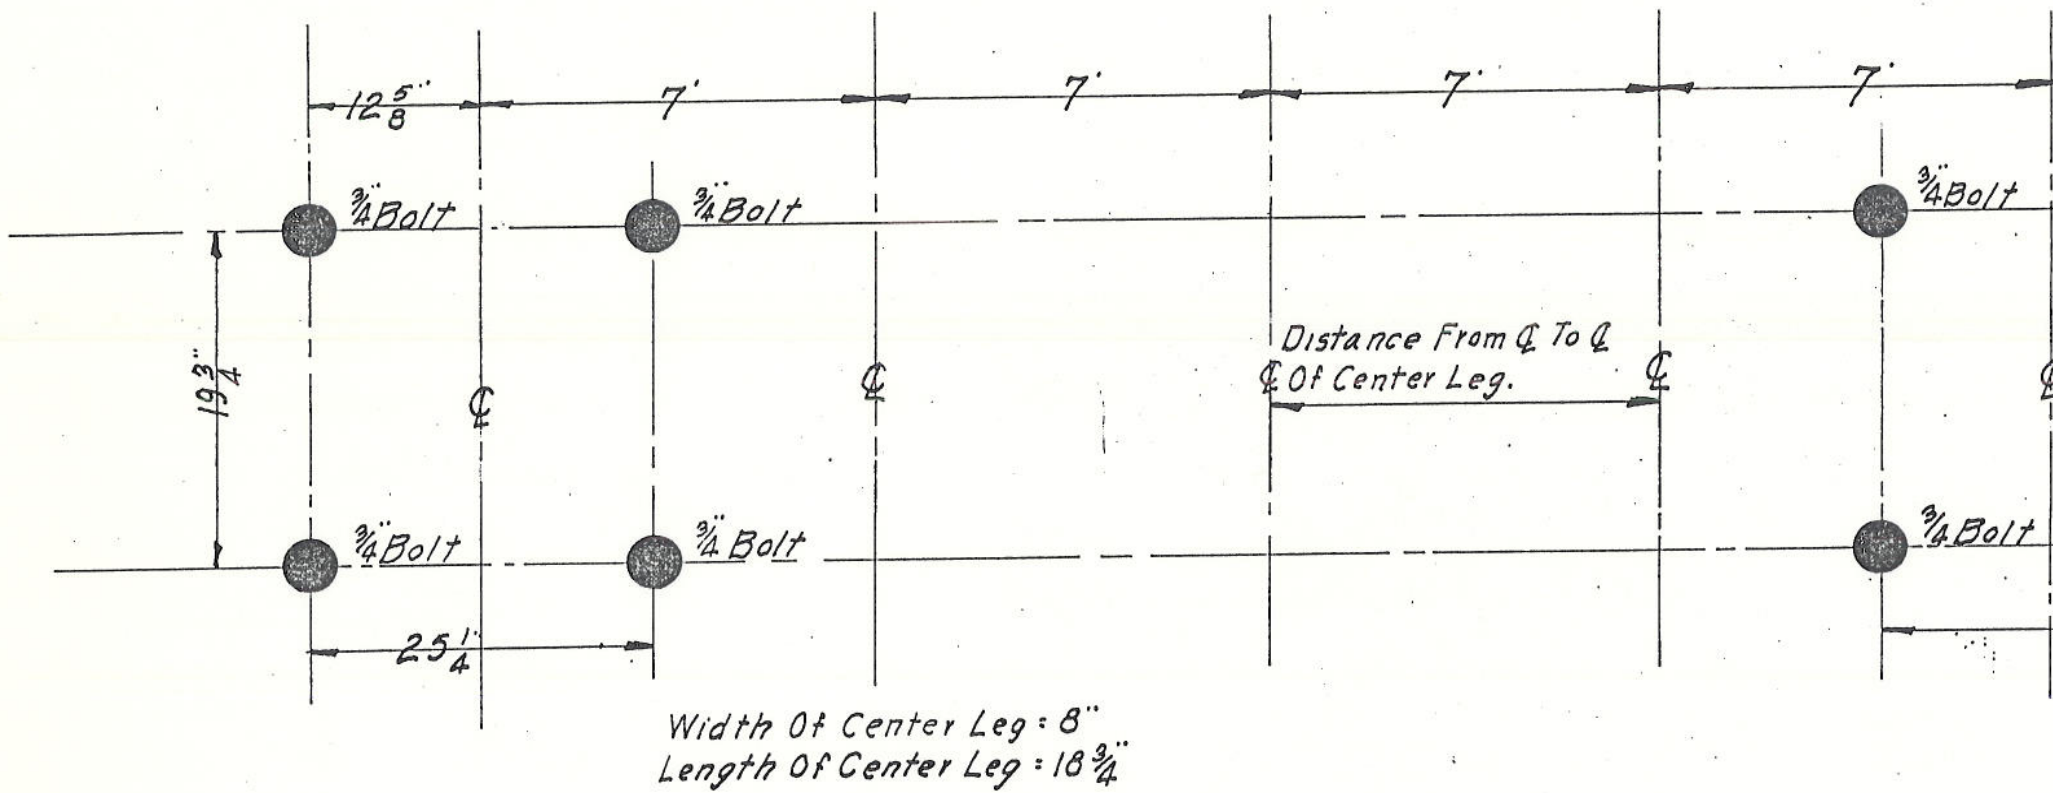 12 5/8"
7'
7'
7'
7'
3/4" Bolt
3/4" Bolt
3/4" Bolt
19 3/4"
Distance From ℄ To ℄
℄ Of Center Leg.
℄
℄
℄
℄
3/4" Bolt
3/4" Bolt
3/4" Bolt
25 1/4"
Width Of Center Leg = 8"
Length Of Center Leg = 18 3/4"